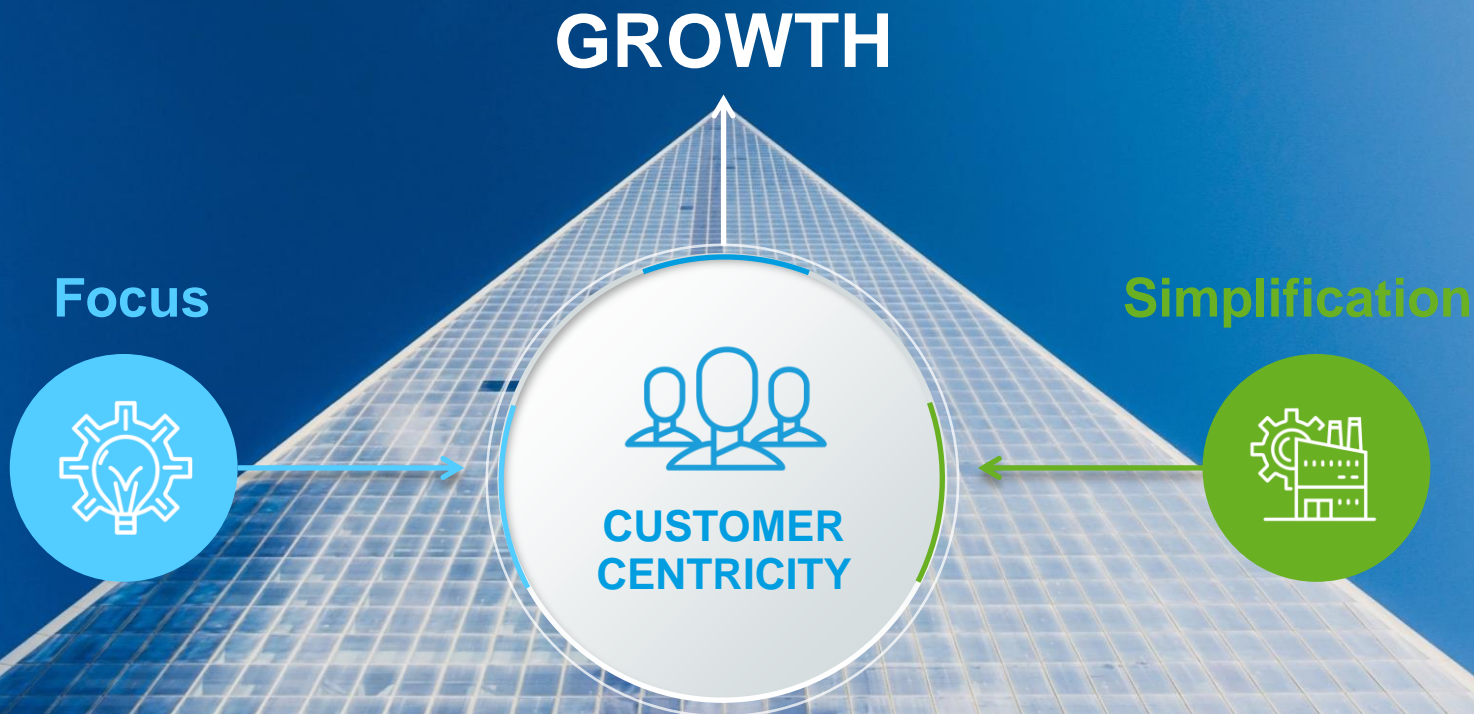 GROWTH
Focus
Simplification
CUSTOMER
CENTRICITY